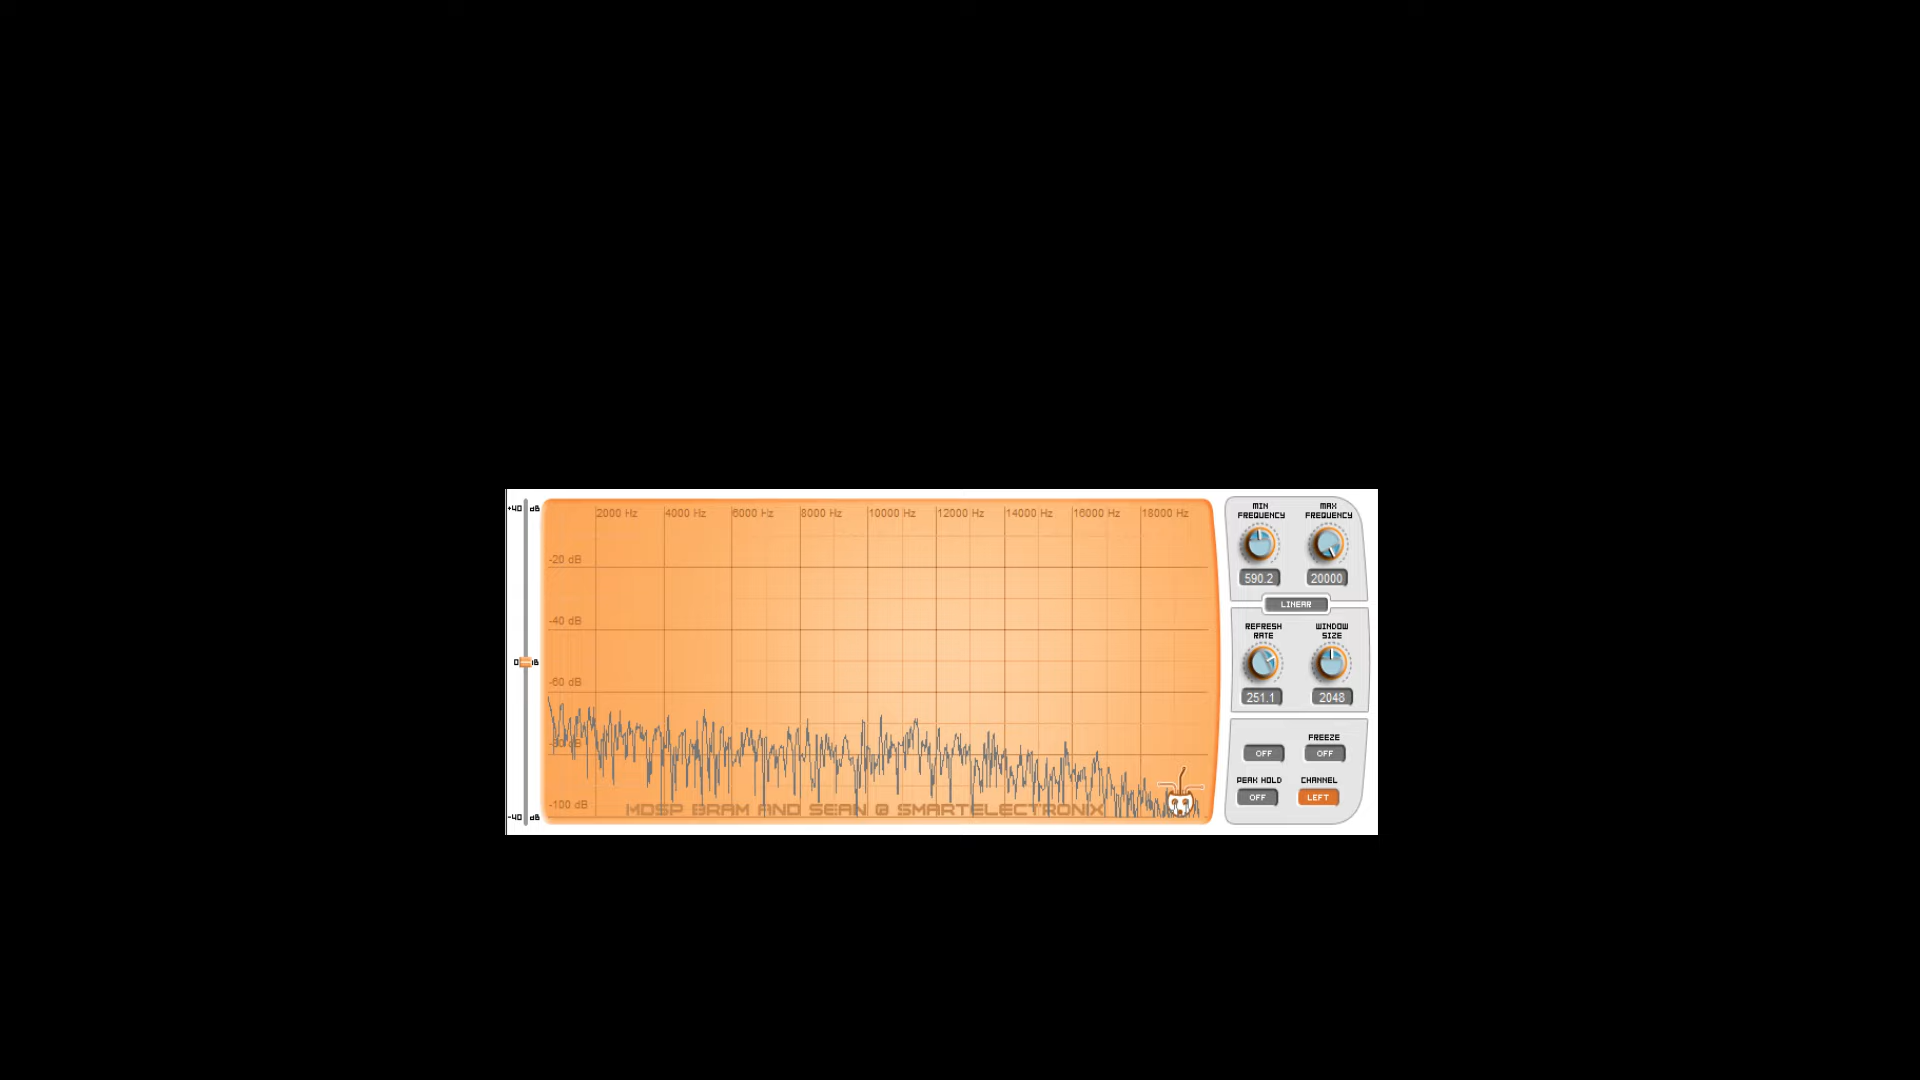 +40 dB
2000 Hz 4000 Hz 6000 Hz 8000 Hz 10000 Hz 12000 Hz 14000 Hz 16000 Hz 18000 Hz
-20 dB
-40 dB
0 dB
-60 dB
-80 dB
-100 dB
-40 dB
MDSP BRAM AND SEAN @ SMARTELECTRONIX
MIN FREQUENCY
MAX FREQUENCY
590.2
20000
LINEAR
REFRESH RATE
WINDOW SIZE
251.1
2048
FREEZE
OFF
OFF
PEAK HOLD
CHANNEL
OFF
LEFT